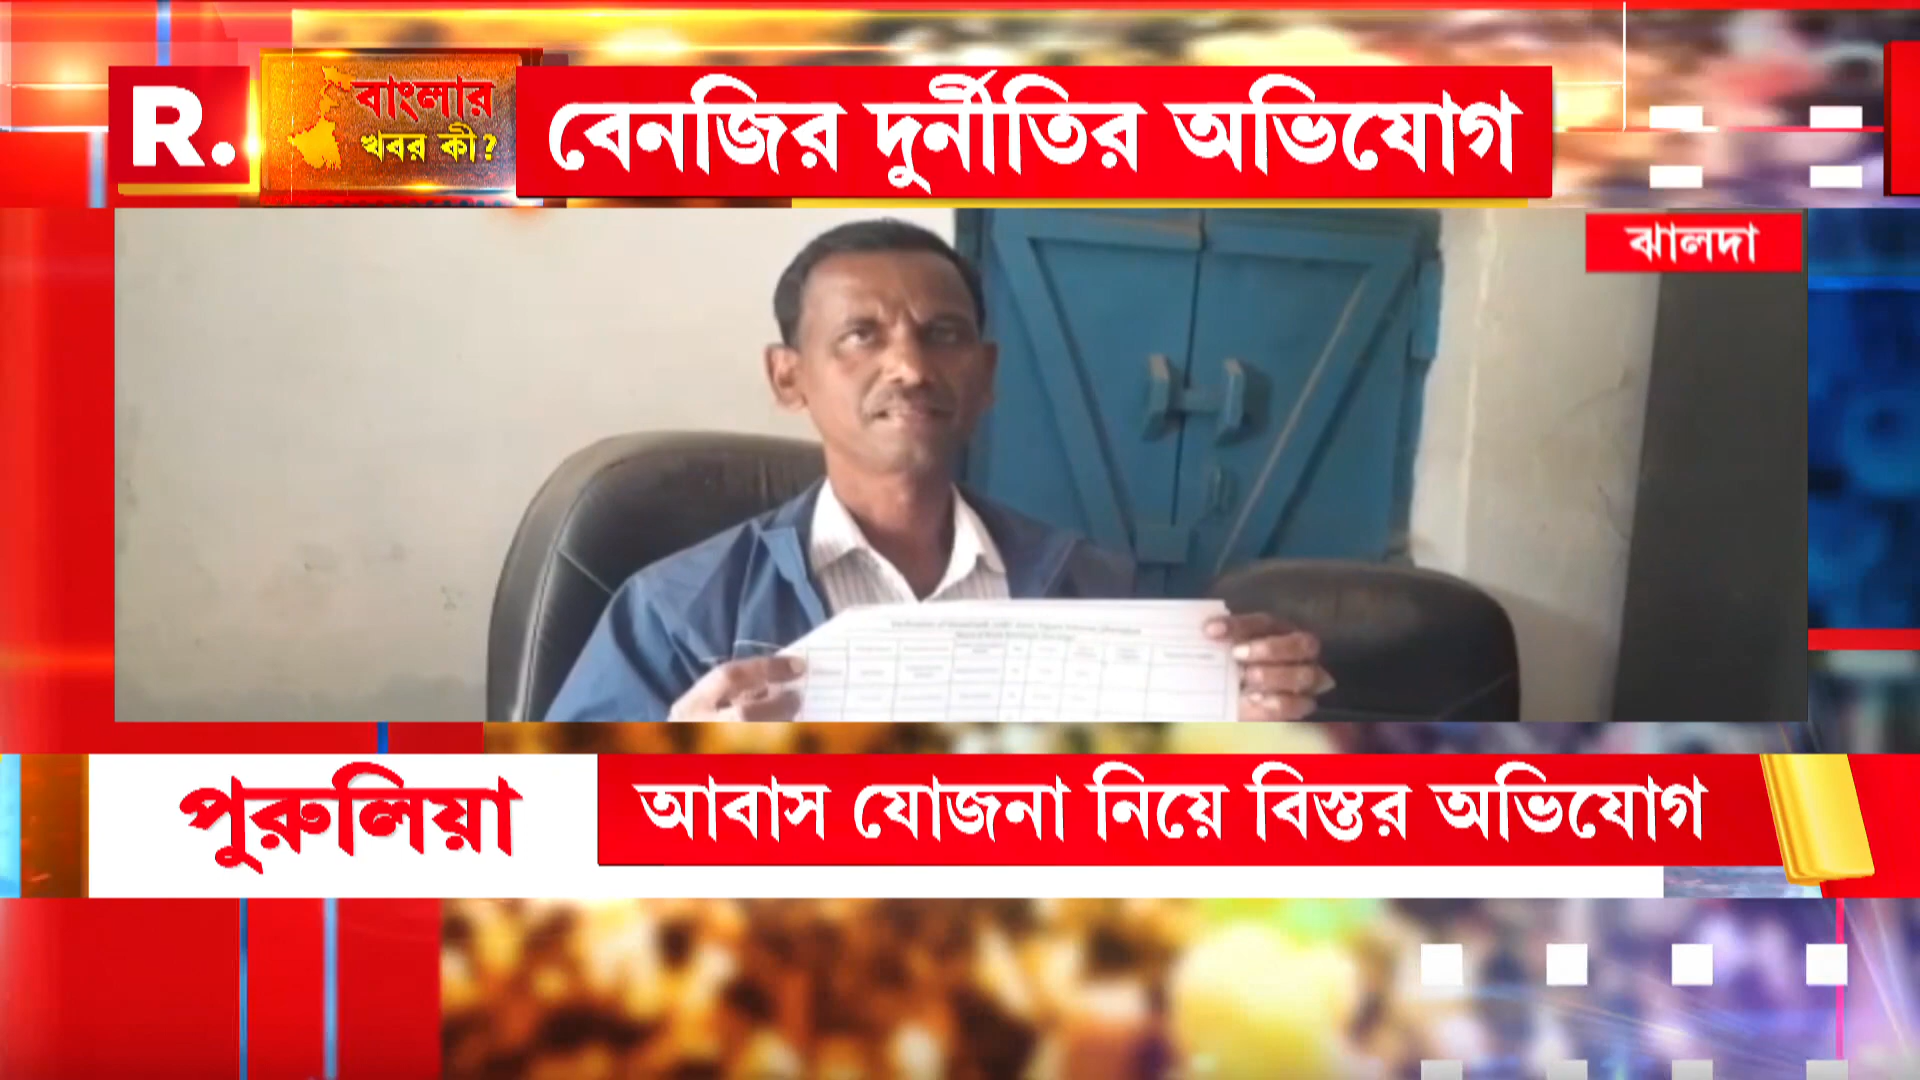 R.
বাংলার
খবর কী?
বেনজির দুর্নীতির অভিযোগ
ঝালদা
পুরুলিয়া
আবাস যোজনা নিয়ে বিস্তর অভিযোগ